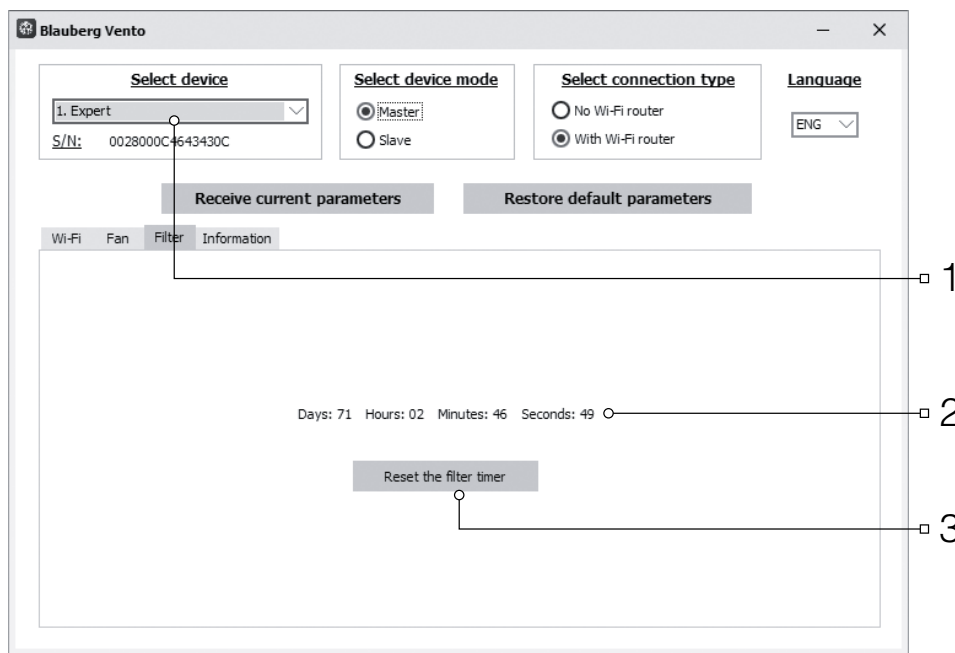 Blauberg Vento
Select device
1. Expert
S/N: 0028000C4643430C
Select device mode
Master
Slave
Select connection type
No Wi-Fi router
With Wi-Fi router
Language
ENG
Receive current parameters
Restore default parameters
Wi-Fi Fan Filter Information
1
Days: 71 Hours: 02 Minutes: 46 Seconds: 49
2
Reset the filter timer
3